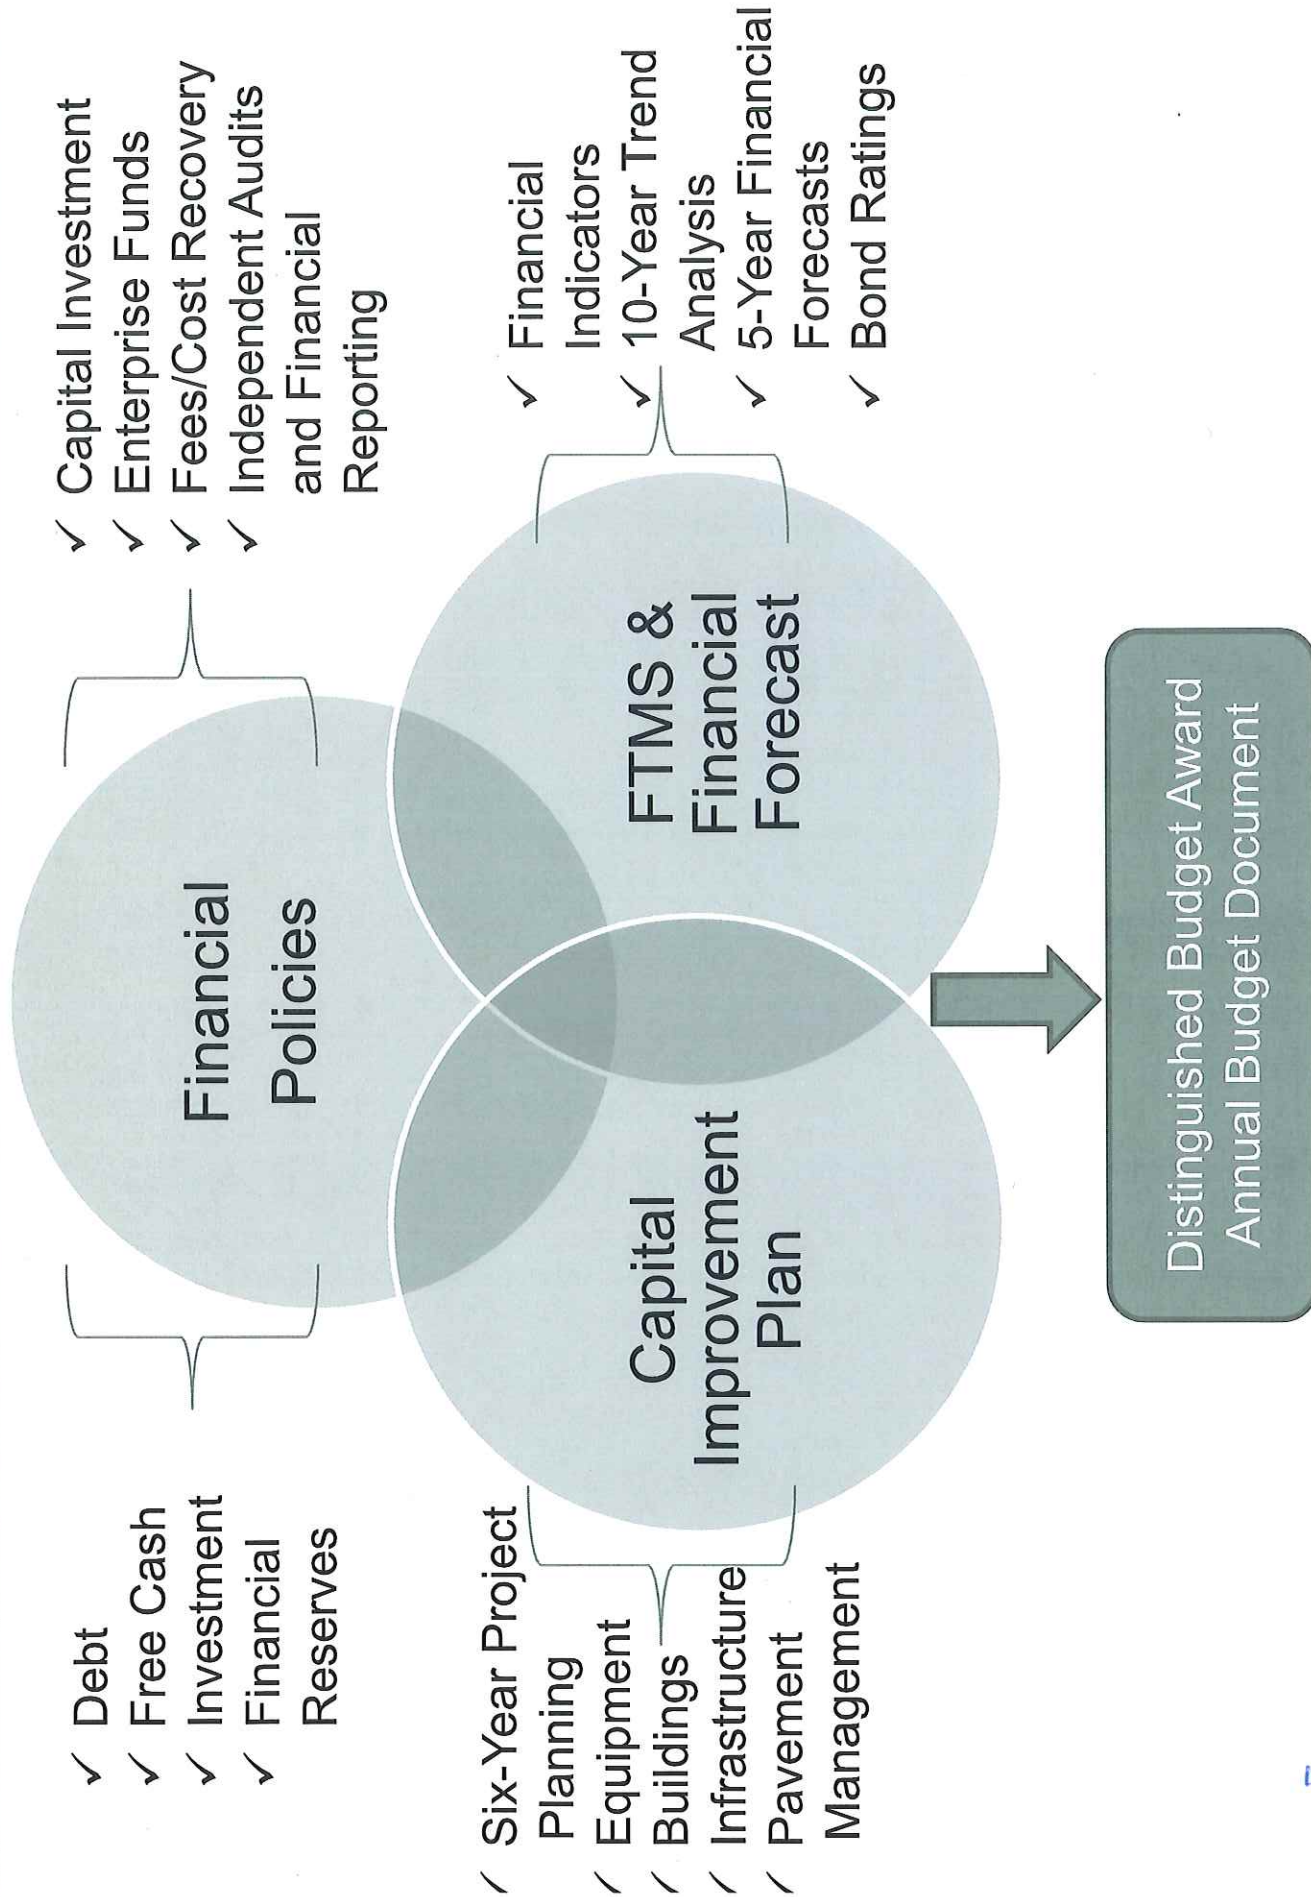 ✓ Debt
✓ Free Cash
✓ Investment
✓ Financial
Reserves
Financial
Policies
✓ Capital Investment
✓ Enterprise Funds
✓ Fees/Cost Recovery
✓ Independent Audits
and Financial
Reporting
✓ Six-Year Project
Planning
✓ Equipment
✓ Buildings
✓ Infrastructure
✓ Pavement
Management
Capital
Improvement
Plan
FTMS &
Financial
Forecast
✓ Financial
Indicators
✓ 10-Year Trend
Analysis
✓ 5-Year Financial
Forecasts
✓ Bond Ratings
Distinguished Budget Award
Annual Budget Document